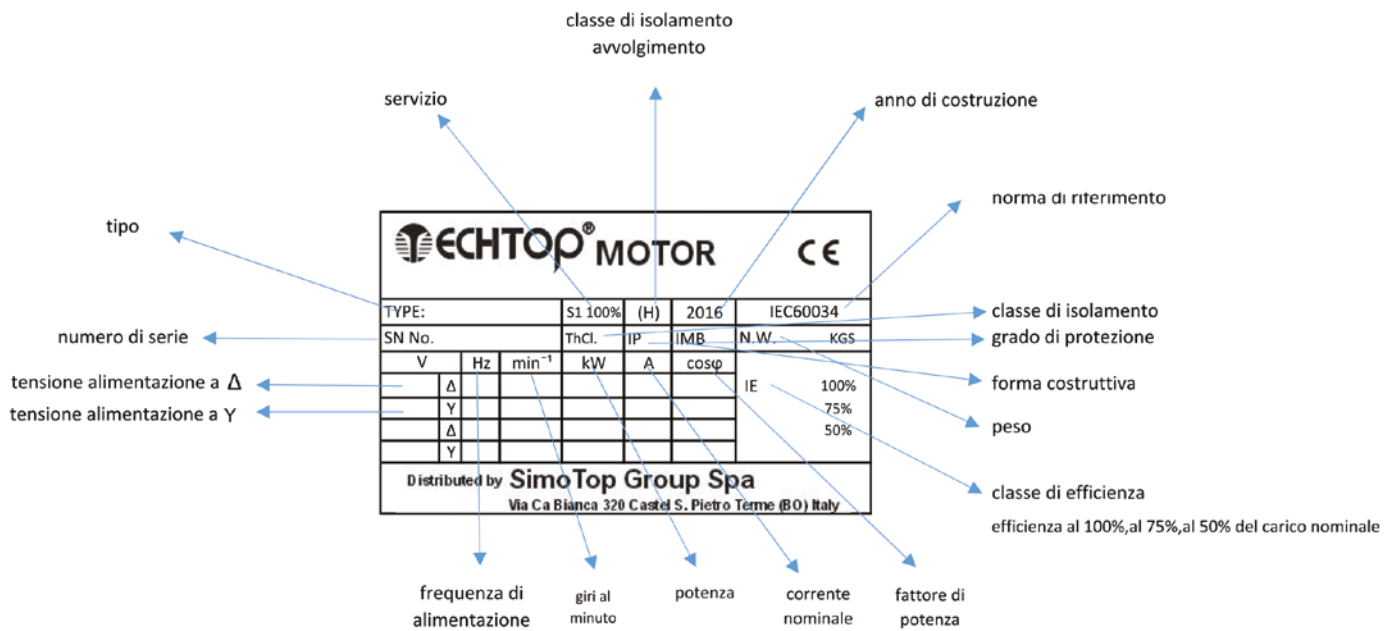 classe di isolamento
avvolgimento
servizio
anno di costruzione
norma di riferimento
tipo
TECHTOP® MOTOR CE
TYPE: S1 100% (H) 2016 IEC60034
classe di isolamento
numero di serie
SN No. ThCl. IP IMB N.W. KGS
grado di protezione
V Hz min⁻¹ kW A cosφ
tensione alimentazione a Δ
Δ IE 100%
forma costruttiva
tensione alimentazione a Y
Y 75%
Δ 50%
peso
Y
Distributed by SimoTop Group Spa
Via Ca Bianca 320 Castel S. Pietro Terme (BO) Italy
classe di efficienza
efficienza al 100%,al 75%,al 50% del carico nominale
frequenza di
alimentazione
giri al
minuto
potenza
corrente
nominale
fattore di
potenza